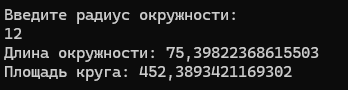 Введите радиус окружности:
12
Длина окружности: 75,39822368615503
Площадь круга: 452,3893421169302